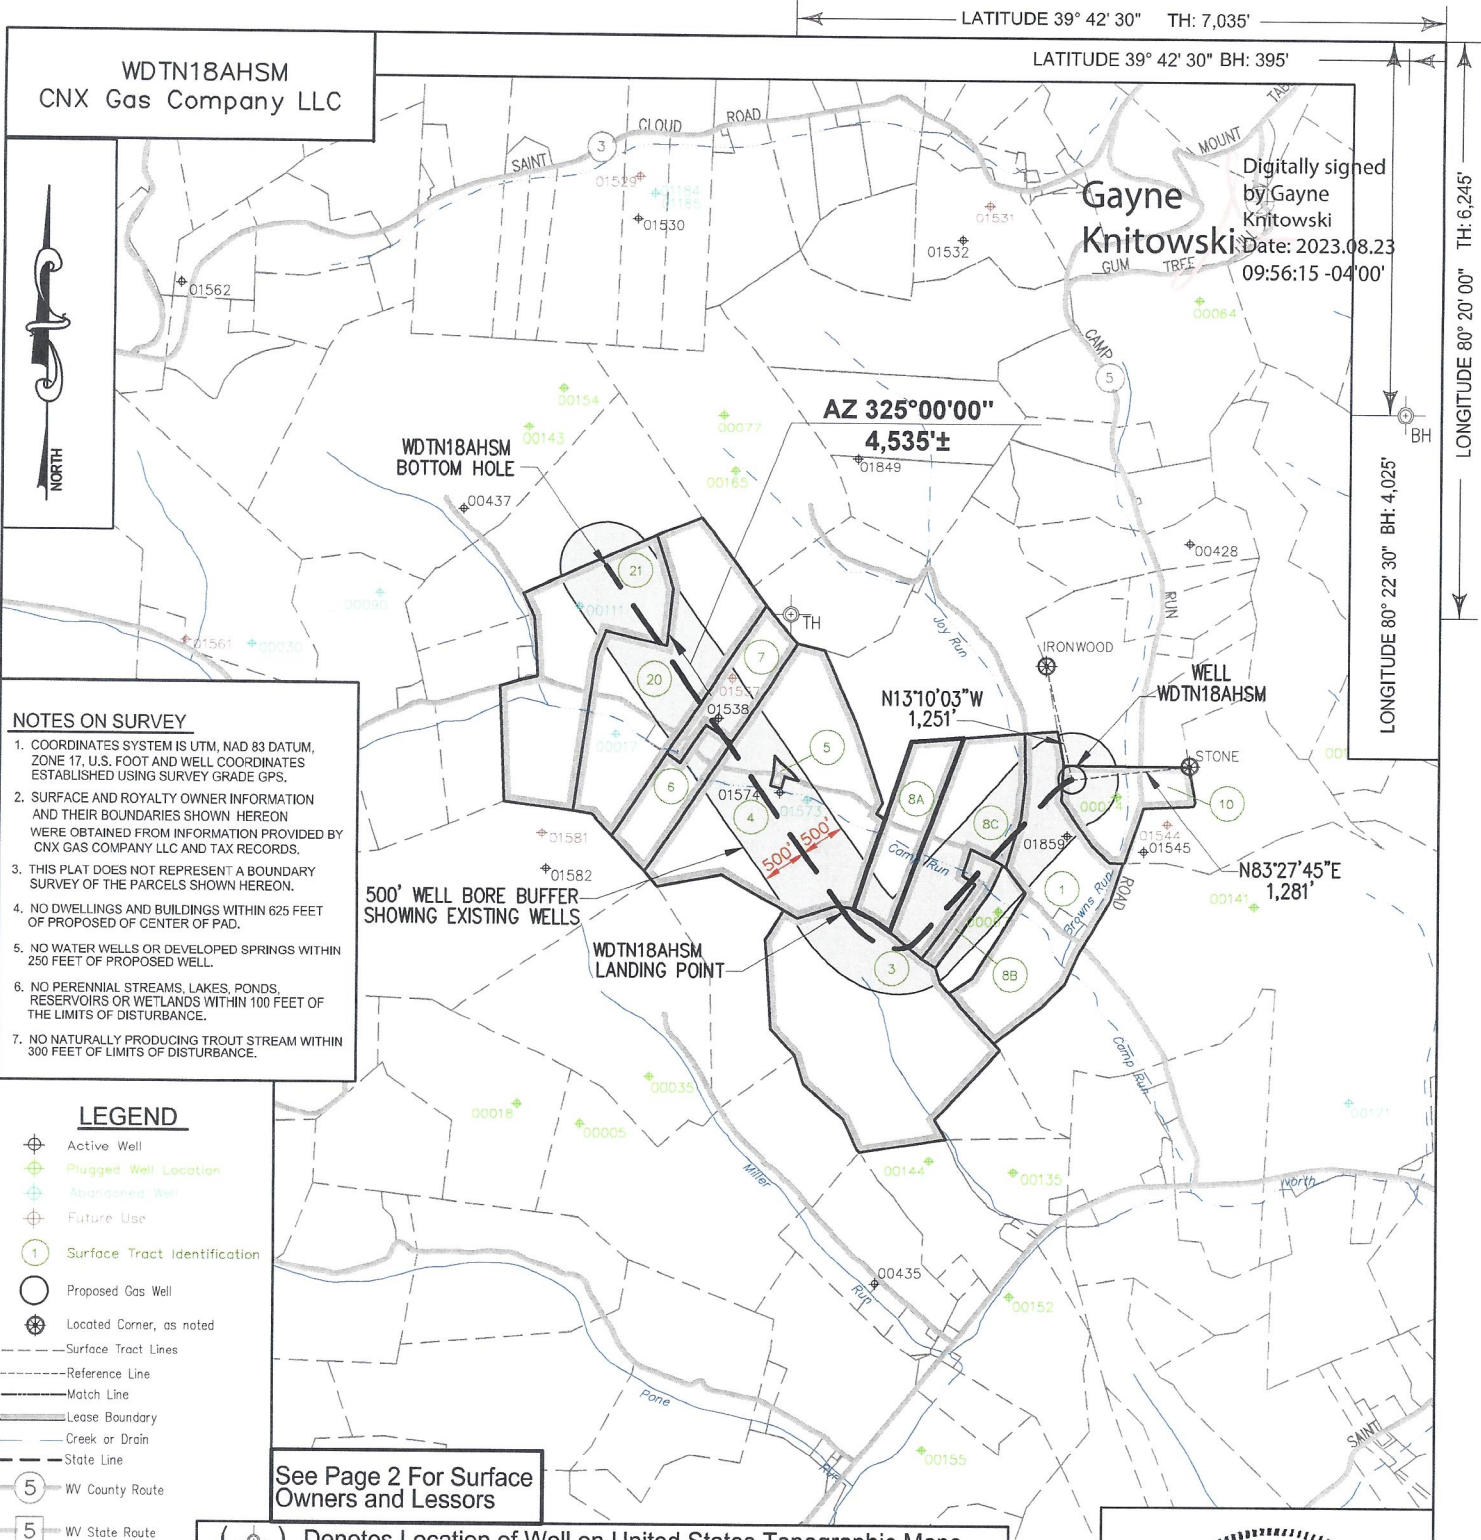 LATITUDE 39° 42' 30" TH: 7,035'
LATITUDE 39° 42' 30" BH: 395'
WDTN18AHSM
CNX Gas Company LLC
SAINT
3
CLOUD
ROAD
MOUNT
Digitally signed
by Gayne
Knitowski
Date: 2023.08.23
09:56:15 -04'00'
Gayne
Knitowski
GUM TREE
CAMP
5
RUN
ROAD
LONGITUDE 80° 20' 00" TH: 6,245'
LONGITUDE 80° 22' 30" BH: 4,025'
BH
NORTH
01529
01184
01185
01530
01531
01532
01562
00064
00154
00143
00077
00165
AZ 325°00'00"
4,535'±
01849
WDTN18AHSM
BOTTOM HOLE
00437
00428
00090
01561
00030
21
00111
TH
7
20
01538
00017
5
6
01574
01573
4
500'
500'
Joy Run
IRONWOOD
N13°10'03"W
1,251'
WELL
WDTN18AHSM
STONE
8A
8C
10
01859
01544
01545
01581
01582
Camp Run
1
Browns Run
N83°27'45"E
1,281'
00141
500' WELL BORE BUFFER
SHOWING EXISTING WELLS
WDTN18AHSM
LANDING POINT
3
8B
NOTES ON SURVEY
1. COORDINATES SYSTEM IS UTM, NAD 83 DATUM,
ZONE 17, U.S. FOOT AND WELL COORDINATES
ESTABLISHED USING SURVEY GRADE GPS.
2. SURFACE AND ROYALTY OWNER INFORMATION
AND THEIR BOUNDARIES SHOWN HEREON
WERE OBTAINED FROM INFORMATION PROVIDED BY
CNX GAS COMPANY LLC AND TAX RECORDS.
3. THIS PLAT DOES NOT REPRESENT A BOUNDARY
SURVEY OF THE PARCELS SHOWN HEREON.
4. NO DWELLINGS AND BUILDINGS WITHIN 625 FEET
OF PROPOSED OF CENTER OF PAD.
5. NO WATER WELLS OR DEVELOPED SPRINGS WITHIN
250 FEET OF PROPOSED WELL.
6. NO PERENNIAL STREAMS, LAKES, PONDS,
RESERVOIRS OR WETLANDS WITHIN 100 FEET OF
THE LIMITS OF DISTURBANCE.
7. NO NATURALLY PRODUCING TROUT STREAM WITHIN
300 FEET OF LIMITS OF DISTURBANCE.
Camp Run
00035
00018
00005
00121
00144
00135
Miller
Run
North
00435
00152
Pone
Run
00155
SAINT
LEGEND
Active Well
Plugged Well Location
Abandoned Well
Future Use
1 Surface Tract Identification
Proposed Gas Well
Located Corner, as noted
Surface Tract Lines
Reference Line
Match Line
Lease Boundary
Creek or Drain
State Line
5 WV County Route
5 WV State Route
See Page 2 For Surface
Owners and Lessors
Denotes Location of Well on United States Topographic Maps